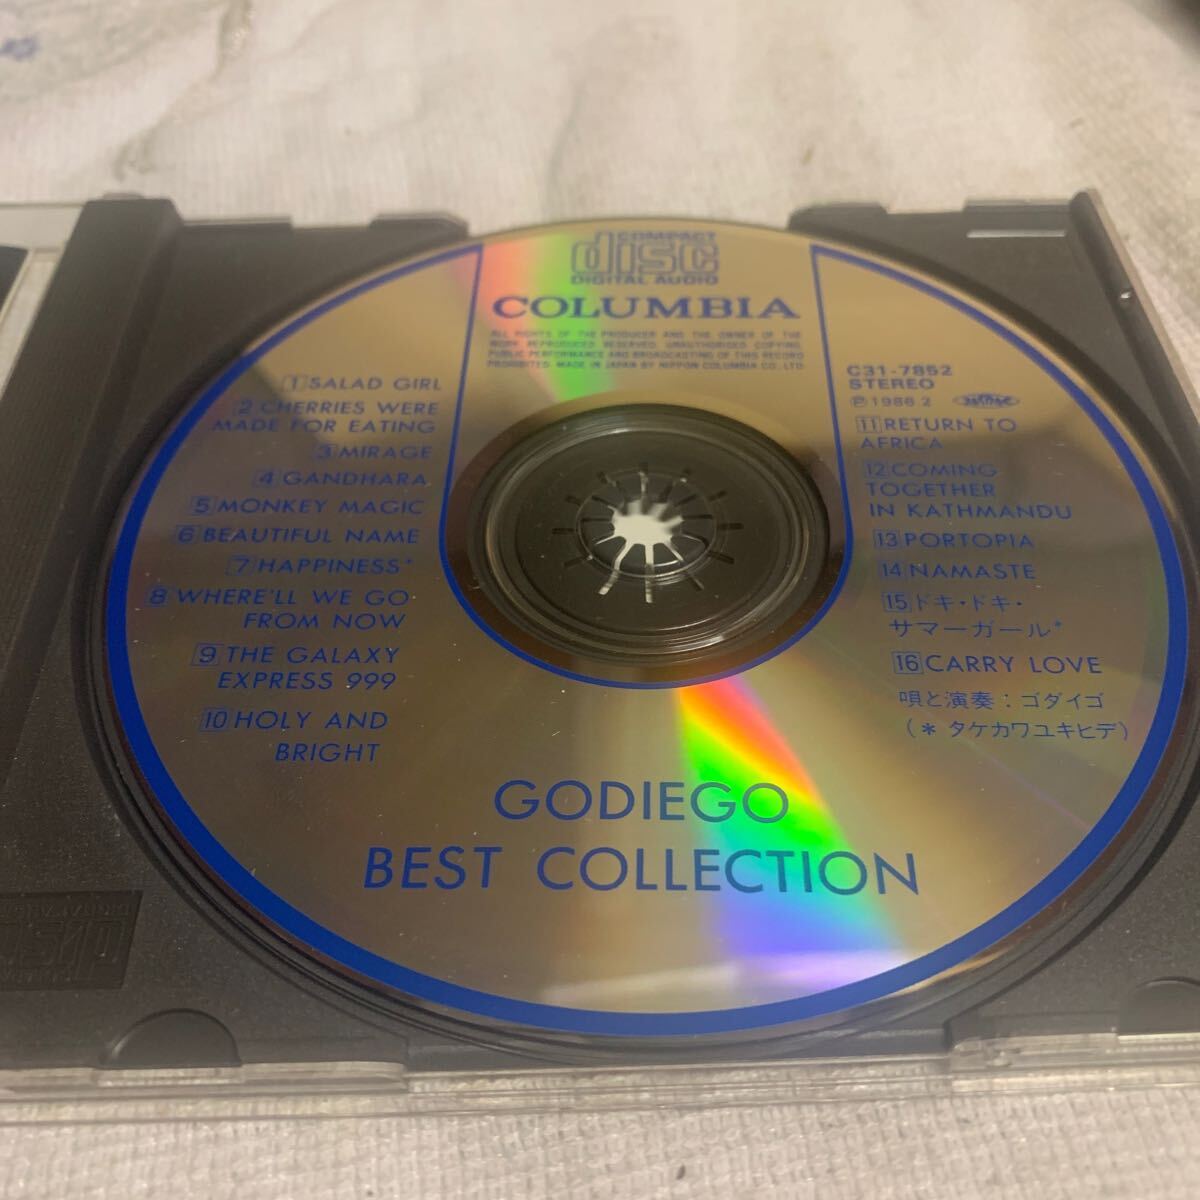 COMPACT
disc
DIGITAL AUDIO
COLUMBIA
ALL RIGHTS OF THE PRODUCER AND THE OWNER OF THE
WORK REPRODUCED RESERVED. UNAUTHORISED COPYING,
PUBLIC PERFORMANCE AND BROADCASTING OF THIS RECORD
PROHIBITED. MADE IN JAPAN BY NIPPON COLUMBIA CO., LTD.
1 SALAD GIRL
2 CHERRIES WERE
MADE FOR EATING
3 MIRAGE
4 GANDHARA
5 MONKEY MAGIC
6 BEAUTIFUL NAME
7 HAPPINESS*
8 WHERE'LL WE GO
FROM NOW
9 THE GALAXY
EXPRESS 999
10 HOLY AND
BRIGHT
C31-7852
STEREO
Ⓟ1986.2
11 RETURN TO
AFRICA
12 COMING
TOGETHER
IN KATHMANDU
13 PORTOPIA
14 NAMASTE
15 ドキ・ドキ・
サマーガール*
16 CARRY LOVE
唄と演奏：ゴダイゴ
(* タケカワユキヒデ)
GODIEGO
BEST COLLECTION